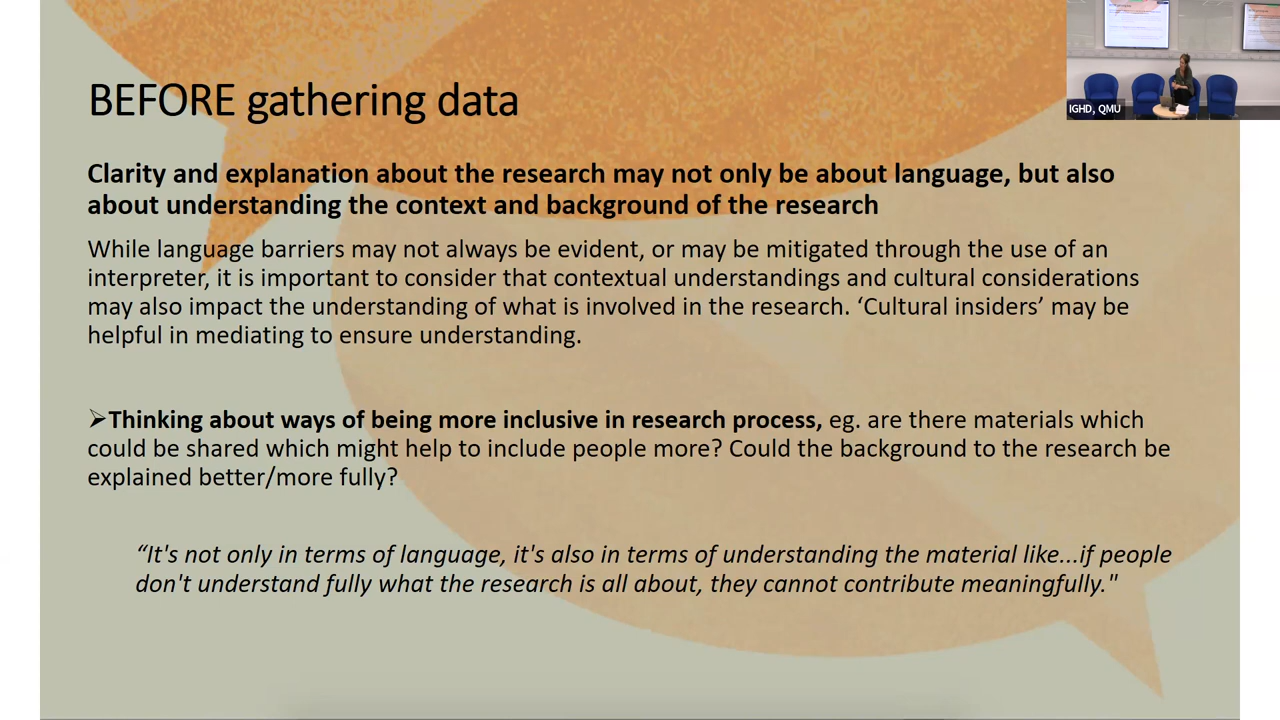 BEFORE gathering data
IGHD, QMU
Clarity and explanation about the research may not only be about language, but also
about understanding the context and background of the research
While language barriers may not always be evident, or may be mitigated through the use of an
interpreter, it is important to consider that contextual understandings and cultural considerations
may also impact the understanding of what is involved in the research. ‘Cultural insiders’ may be
helpful in mediating to ensure understanding.
➢Thinking about ways of being more inclusive in research process, eg. are there materials which
could be shared which might help to include people more? Could the background to the research be
explained better/more fully?
“It's not only in terms of language, it's also in terms of understanding the material like...if people
don't understand fully what the research is all about, they cannot contribute meaningfully."